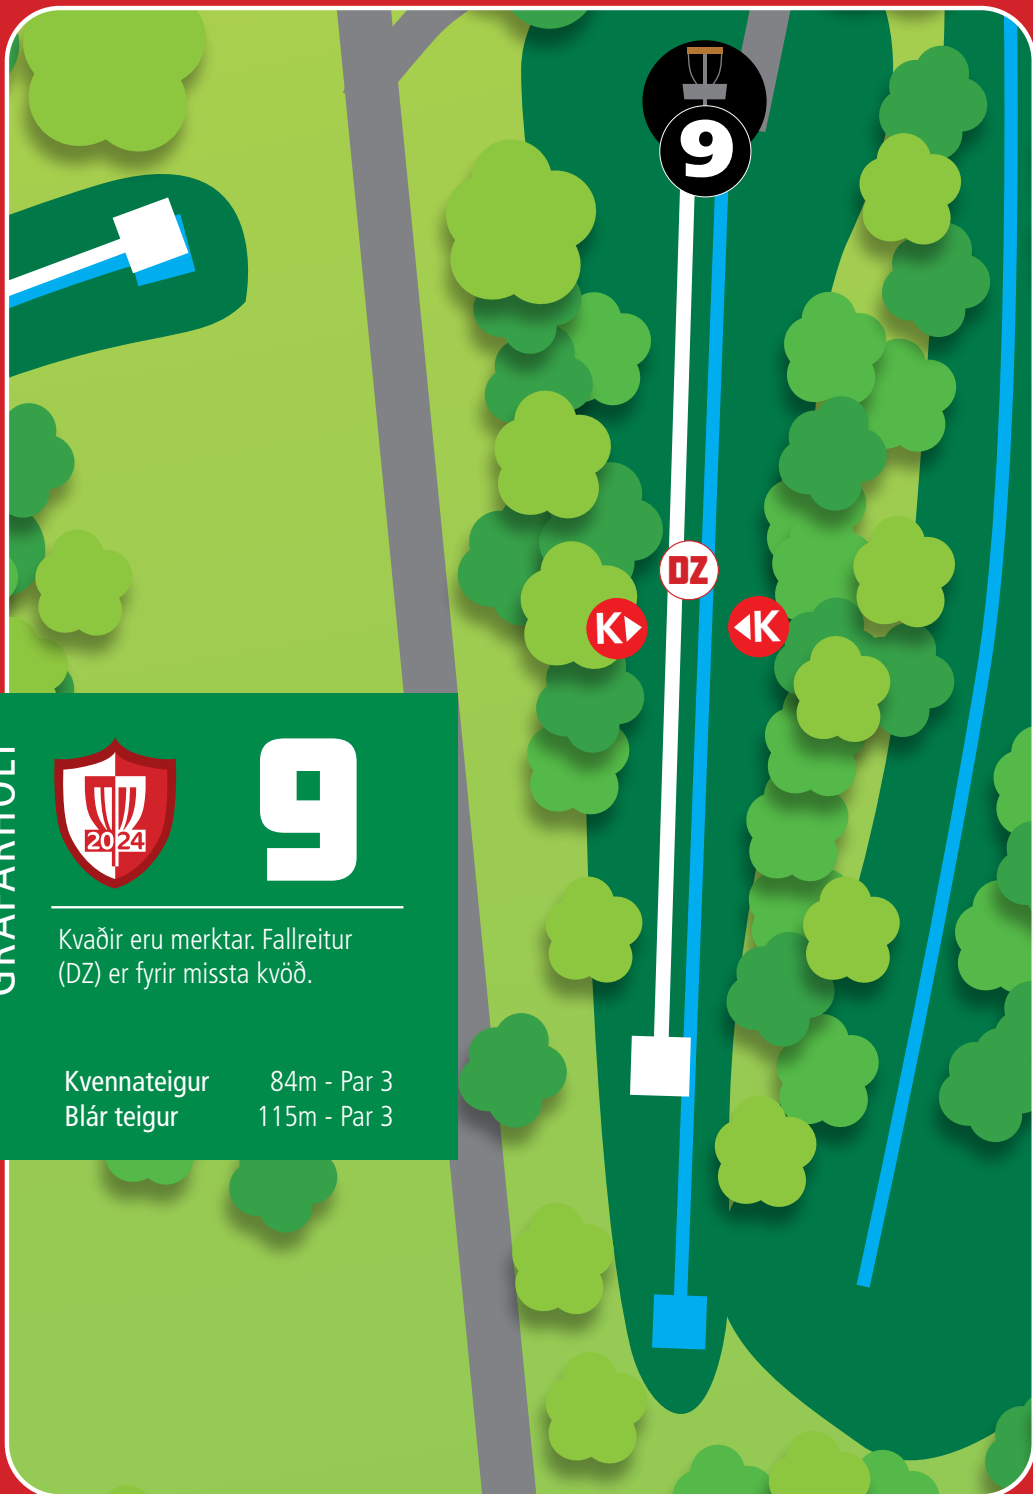 9
DZ
K
K
GRAFARHOLT
2024
9
Kvaðir eru merktar. Fallreitur
(DZ) er fyrir missta kvöð.
Kvennateigur 84m - Par 3
Blár teigur 115m - Par 3